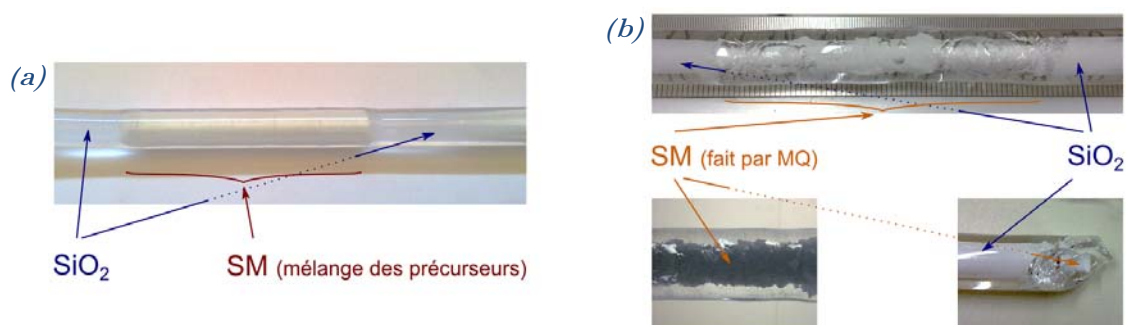 (a)
SiO2
SM (mélange des précurseurs)
(b)
SM (fait par MQ)
SiO2